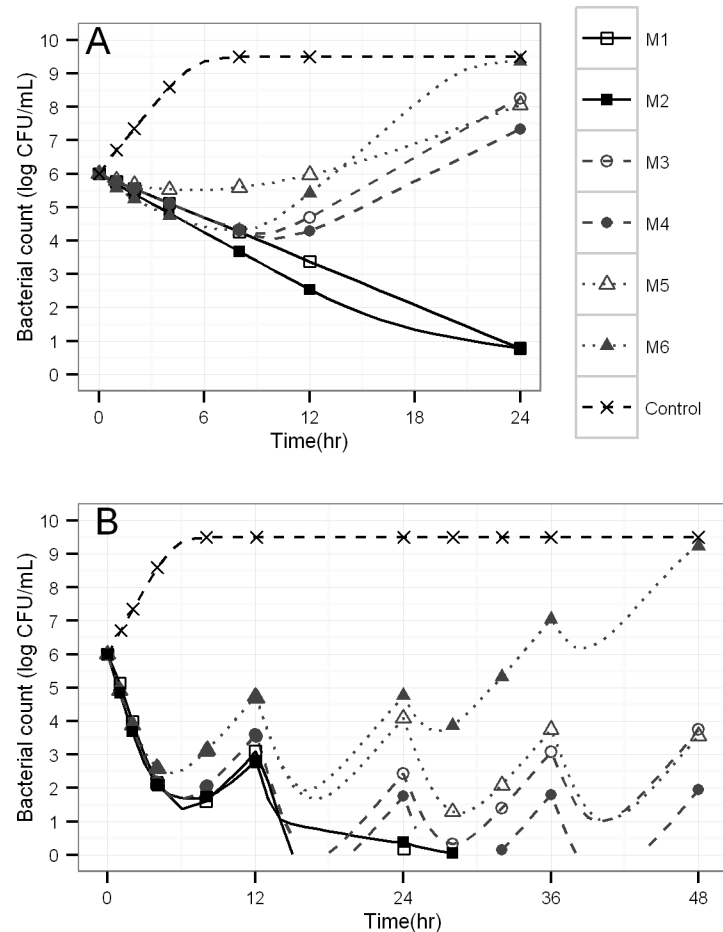 A
Bacterial count (log CFU/mL)
10
9
8
7
6
5
4
3
2
1
0
0 6 12 18 24
Time(hr)
M1
M2
M3
M4
M5
M6
Control
B
Bacterial count (log CFU/mL)
10
9
8
7
6
5
4
3
2
1
0
0 12 24 36 48
Time(hr)